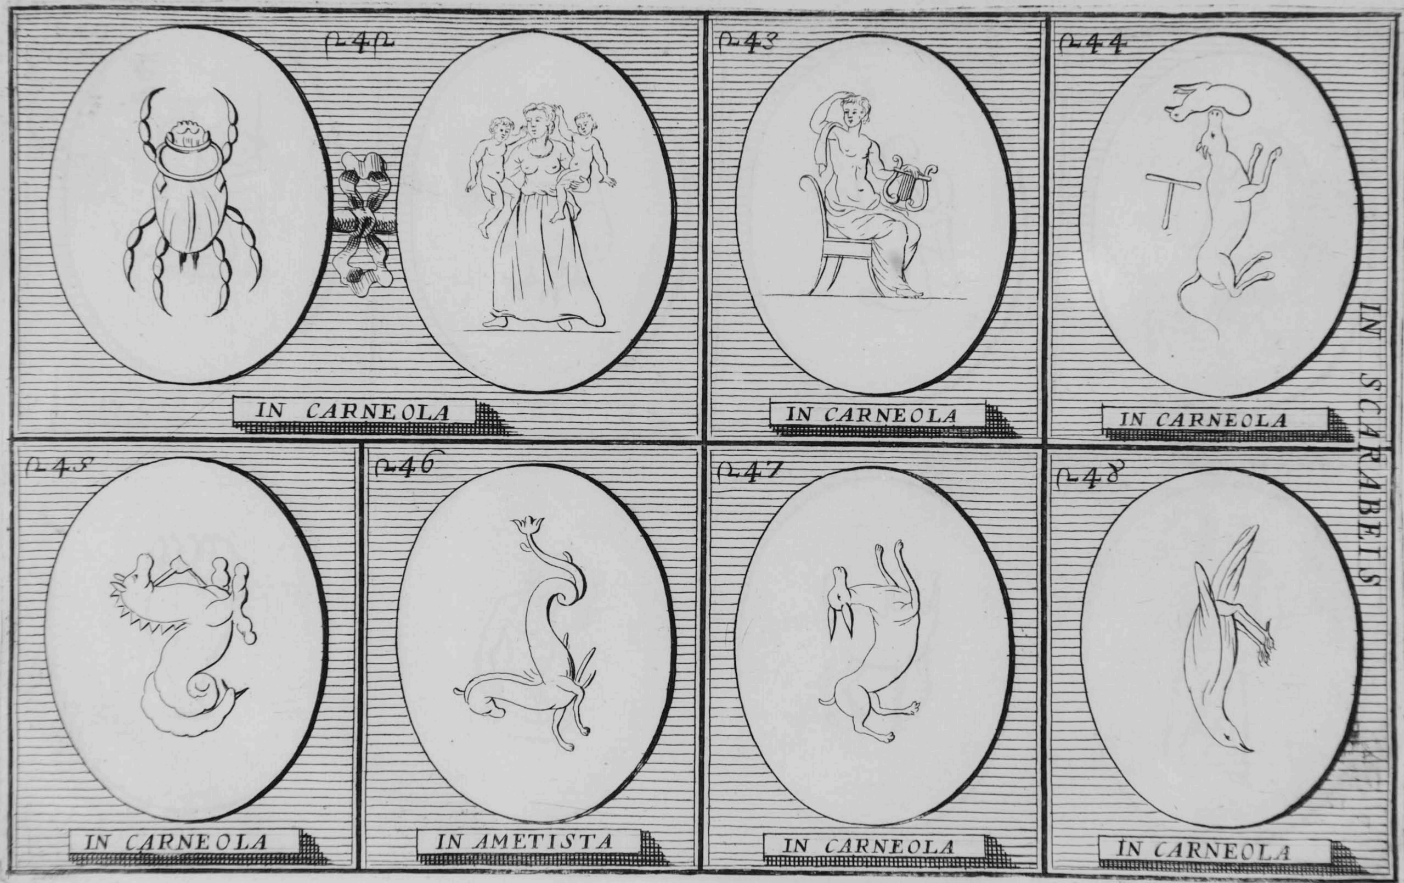 242
IN CARNEOLA
243
IN CARNEOLA
244
IN CARNEOLA
IN SCARABEIS
245
IN CARNEOLA
246
IN AMETISTA
247
IN CARNEOLA
248
IN CARNEOLA